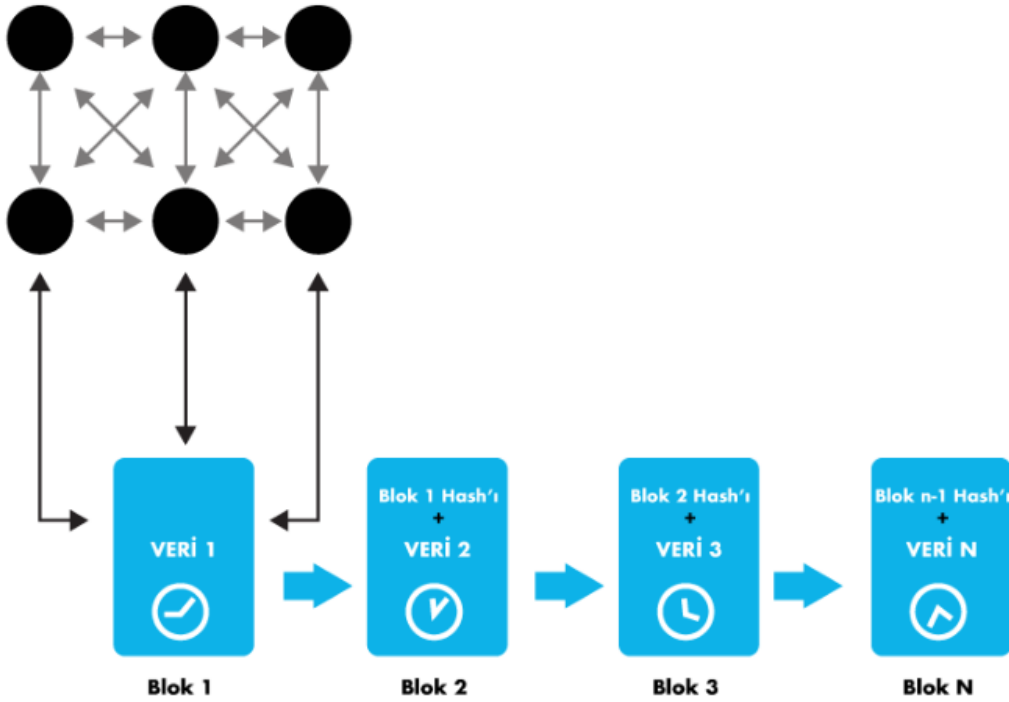 VERİ 1
Blok 1
Blok 1 Hash'ı
+
VERİ 2
Blok 2
Blok 2 Hash'ı
+
VERİ 3
Blok 3
Blok n-1 Hash'ı
+
VERİ N
Blok N